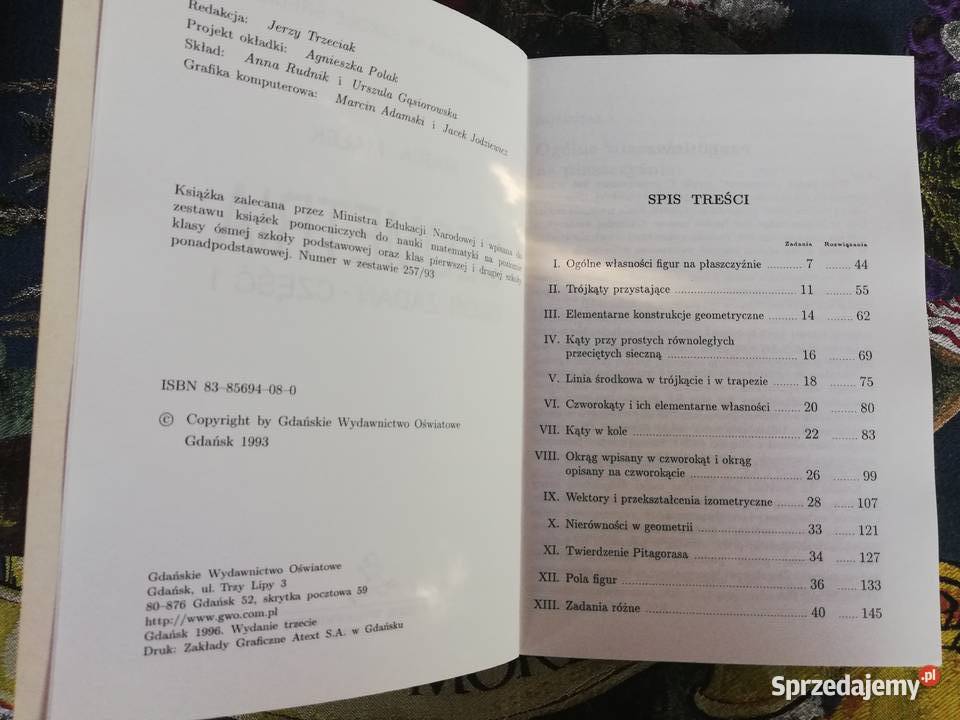 Redakcja: Jerzy Trzeciak
Projekt okładki: Agnieszka Polak
Skład: Anna Rudnik i Urszula Gąsiorowska
Grafika komputerowa: Marcin Adamski i Jacek Jodziewicz
Książka zalecana przez Ministra Edukacji Narodowej i wpisana do
zestawu książek pomocniczych do nauki matematyki na poziomie
klasy ósmej szkoły podstawowej oraz klas pierwszej i drugiej szkoły
ponadpodstawowej. Numer w zestawie 257/93
ISBN 83-85694-08-0
© Copyright by Gdańskie Wydawnictwo Oświatowe
Gdańsk 1993
Gdańskie Wydawnictwo Oświatowe
Gdańsk, ul. Trzy Lipy 3
80-876 Gdańsk 52, skrytka pocztowa 59
http://www.gwo.com.pl
Gdańsk 1996. Wydanie trzecie
Druk: Zakłady Graficzne Atext S.A. w Gdańsku
SPIS TREŚCI
Zadania Rozwiązania
I. Ogólne własności figur na płaszczyźnie ........ 7 ...... 44
II. Trójkąty przystające ........ 11 ...... 55
III. Elementarne konstrukcje geometryczne ........ 14 ...... 62
IV. Kąty przy prostych równoległych
przeciętych sieczną ........ 16 ...... 69
V. Linia środkowa w trójkącie i w trapezie ........ 18 ...... 75
VI. Czworokąty i ich elementarne własności ........ 20 ...... 80
VII. Kąty w kole ........ 22 ...... 83
VIII. Okrąg wpisany w czworokąt i okrąg
opisany na czworokącie ........ 26 ...... 99
IX. Wektory i przekształcenia izometryczne ........ 28 ...... 107
X. Nierówności w geometrii ........ 33 ...... 121
XI. Twierdzenie Pitagorasa ........ 34 ...... 127
XII. Pola figur ........ 36 ...... 133
XIII. Zadania różne ........ 40 ...... 145
Sprzedajemy.pl